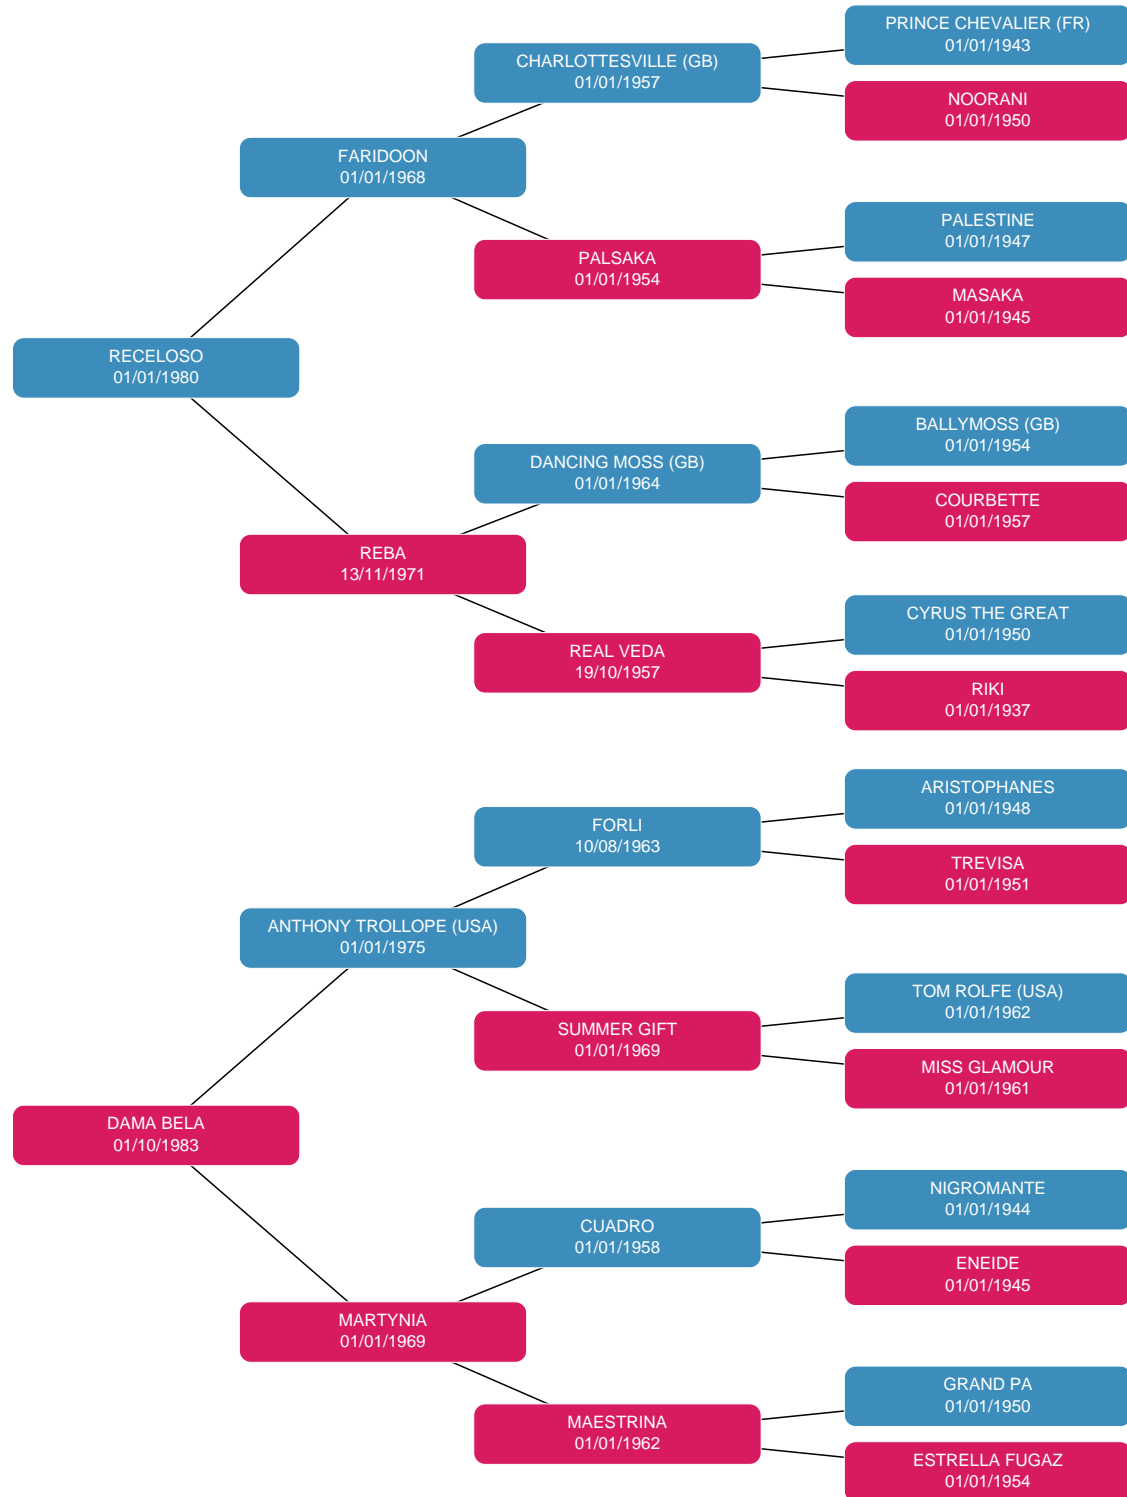 PRINCE CHEVALIER (FR)
01/01/1943
CHARLOTTESVILLE (GB)
01/01/1957
NOORANI
01/01/1950
FARIDOON
01/01/1968
PALESTINE
01/01/1947
PALSAKA
01/01/1954
MASAKA
01/01/1945
RECELOSO
01/01/1980
BALLYMOSS (GB)
01/01/1954
DANCING MOSS (GB)
01/01/1964
COURBETTE
01/01/1957
REBA
13/11/1971
CYRUS THE GREAT
01/01/1950
REAL VEDA
19/10/1957
RIKI
01/01/1937
ARISTOPHANES
01/01/1948
FORLI
10/08/1963
TREVISA
01/01/1951
ANTHONY TROLLOPE (USA)
01/01/1975
TOM ROLFE (USA)
01/01/1962
SUMMER GIFT
01/01/1969
MISS GLAMOUR
01/01/1961
DAMA BELA
01/10/1983
NIGROMANTE
01/01/1944
CUADRO
01/01/1958
ENEIDE
01/01/1945
MARTYNIA
01/01/1969
GRAND PA
01/01/1950
MAESTRINA
01/01/1962
ESTRELLA FUGAZ
01/01/1954